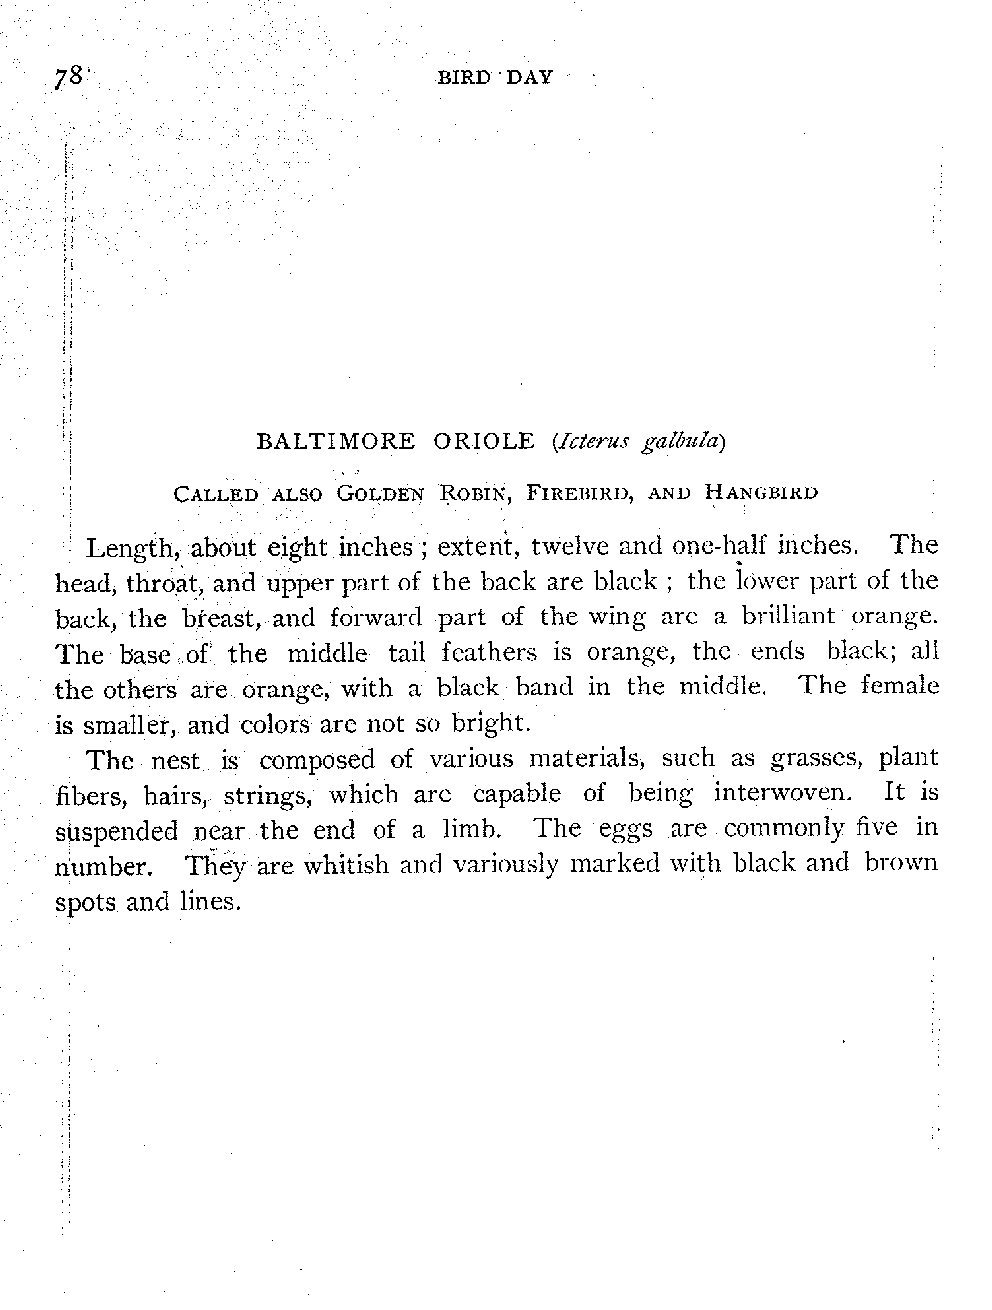 78 BIRD DAY
BALTIMORE ORIOLE (Icterus galbula)
CALLED ALSO GOLDEN ROBIN, FIREBIRD, AND HANGBIRD
Length, about eight inches ; extent, twelve and one-half inches. The
head, throat, and upper part of the back are black ; the lower part of the
back, the breast, and forward part of the wing are a brilliant orange.
The base of the middle tail feathers is orange, the ends black; all
the others are orange, with a black band in the middle. The female
is smaller, and colors are not so bright.
The nest is composed of various materials, such as grasses, plant
fibers, hairs, strings, which are capable of being interwoven. It is
suspended near the end of a limb. The eggs are commonly five in
number. They are whitish and variously marked with black and brown
spots and lines.